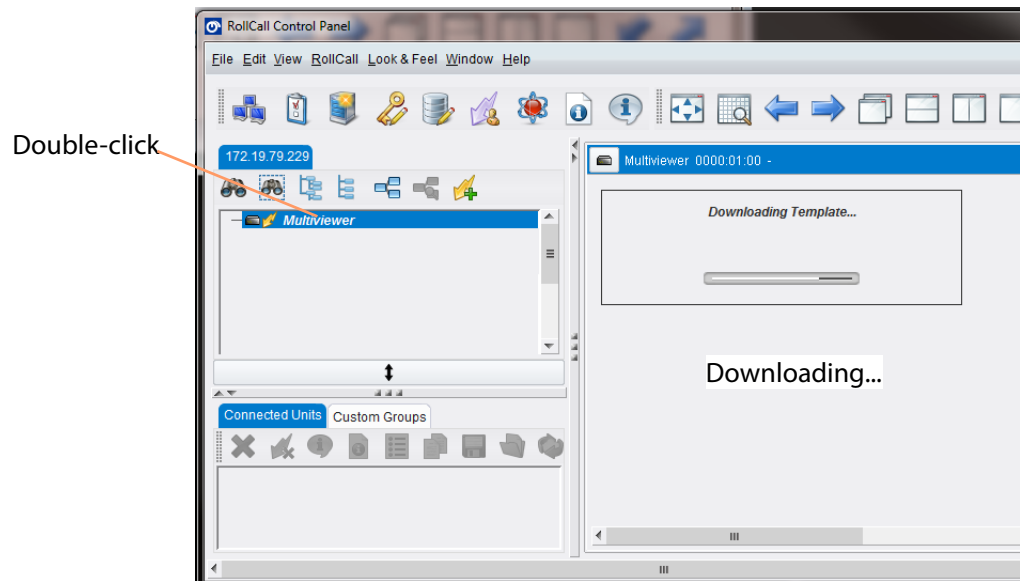 RollCall Control Panel
File Edit View RollCall Look & Feel Window Help
Double-click
172.19.79.229
Multiviewer 0000:01:00 -
Multiviewer
Downloading Template...
Downloading...
Connected Units Custom Groups